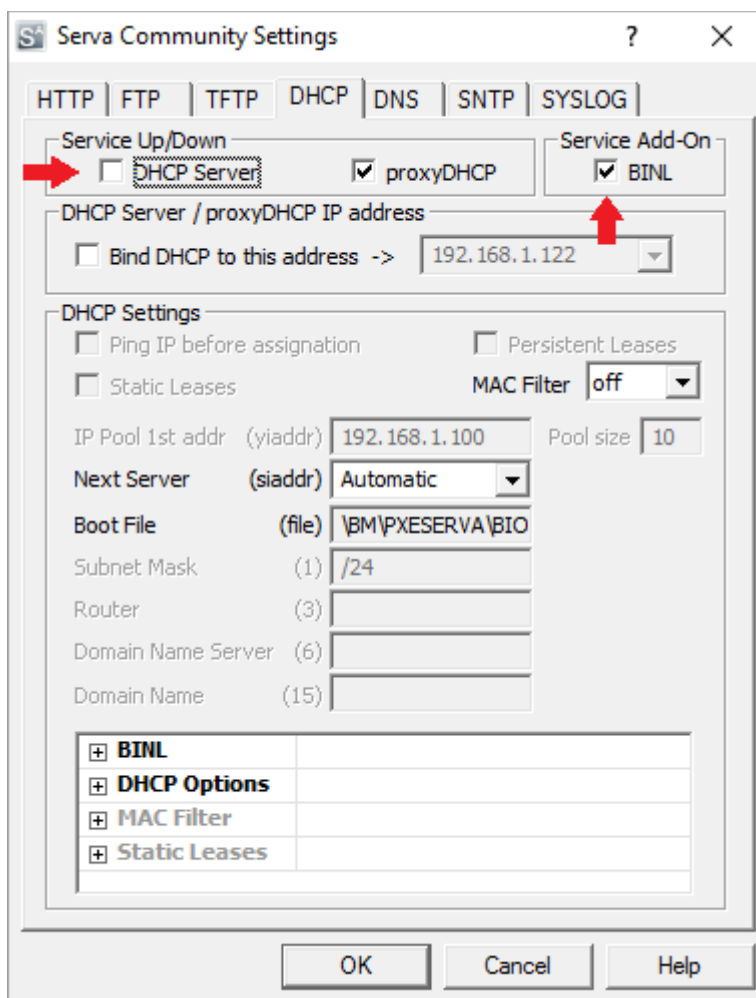 Serva Community Settings ? X
HTTP FTP TFTP DHCP DNS SNTP SYSLOG
Service Up/Down Service Add-On
DHCP Server proxyDHCP BINL
DHCP Server / proxyDHCP IP address
Bind DHCP to this address -> 192.168.1.122
DHCP Settings
Ping IP before assignation Persistent Leases
Static Leases MAC Filter off
IP Pool 1st addr (yiaddr) 192.168.1.100 Pool size 10
Next Server (siaddr) Automatic
Boot File (file) \BM\PXESERVA\BIO
Subnet Mask (1) /24
Router (3)
Domain Name Server (6)
Domain Name (15)
BINL
DHCP Options
MAC Filter
Static Leases
OK Cancel Help